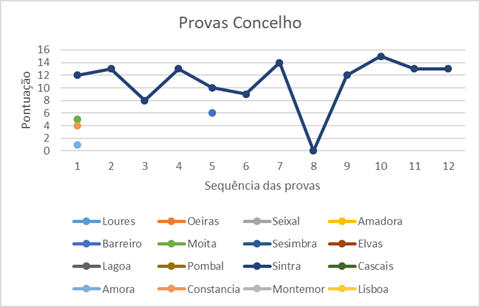 Provas Concelho
16
14
12
10
8
6
4
2
0
Pontuação
1 2 3 4 5 6 7 8 9 10 11 12
Sequência das provas
Loures Oeiras Seixal Amadora
Barreiro Moita Sesimbra Elvas
Lagoa Pombal Sintra Cascais
Amora Constancia Montemor Lisboa